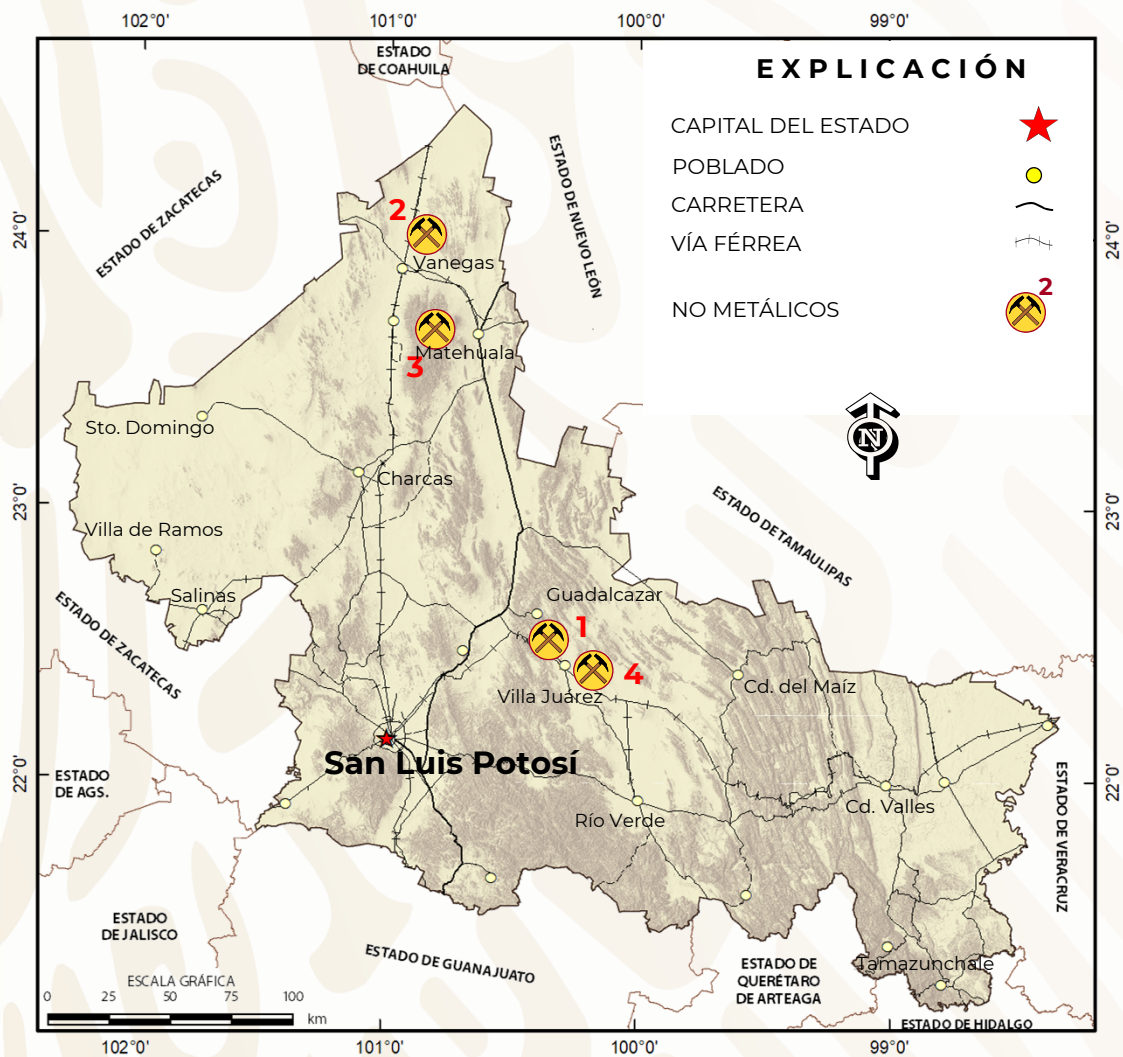 102°0'
101°0'
100°0'
99°0'
ESTADO
DE COAHUILA
EXPLICACIÓN
CAPITAL DEL ESTADO
POBLADO
CARRETERA
VÍA FÉRREA
NO METÁLICOS
2
ESTADO DE ZACATECAS
ESTADO DE NUEVO LEÓN
24°0'
24°0'
2
Vanegas
Matehuala
3
N
Sto. Domingo
Charcas
23°0'
23°0'
ESTADO DE TAMAULIPAS
Villa de Ramos
Salinas
ESTADO DE ZACATECAS
Guadalcazar
1
4
Villa Juárez
Cd. del Maíz
San Luis Potosí
22°0'
22°0'
ESTADO
DE AGS.
Cd. Valles
Río Verde
ESTADO DE VERACRUZ
ESTADO
DE JALISCO
ESTADO DE GUANAJUATO
ESTADO DE
QUERÉTARO
DE ARTEAGA
Tamazunchale
ESTADO DE HIDALGO
ESCALA GRÁFICA
0 25 50 75 100
km
102°0'
101°0'
100°0'
99°0'